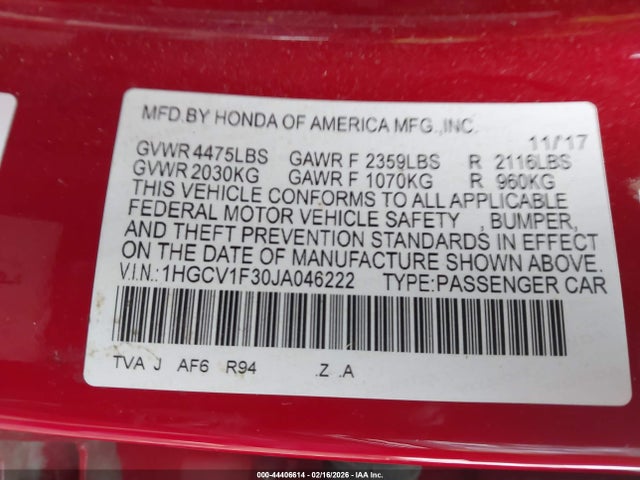 MFD.BY HONDA OF AMERICA MFG.,INC.
11/17
GVWR 4475LBS GAWR F 2359LBS R 2116LBS
GVWR 2030KG GAWR F 1070KG R 960KG
THIS VEHICLE CONFORMS TO ALL APPLICABLE
FEDERAL MOTOR VEHICLE SAFETY , BUMPER,
AND THEFT PREVENTION STANDARDS IN EFFECT
ON THE DATE OF MANUFACTURE SHOWN ABOVE.
V.I.N.: 1HGCV1F30JA046222 TYPE:PASSENGER CAR
TVA J AF6 R94 .Z .A
000-44406614 - 02/16/2026 - IAA Inc.